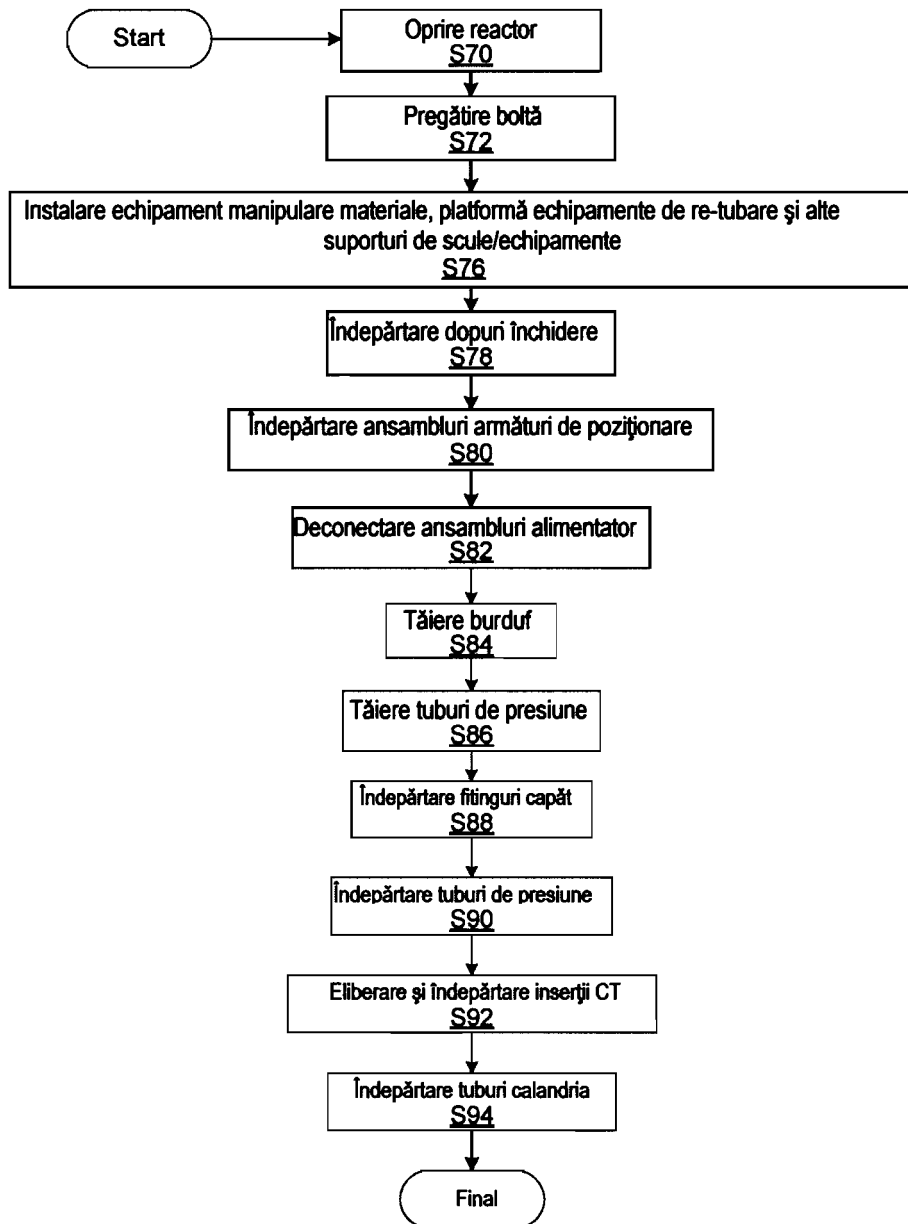 Start
Oprire reactor
S70
Pregătire boltă
S72
Instalare echipament manipulare materiale, platformă echipamente de re-tubare şi alte
suporturi de scule/echipamente
S76
Îndepărtare dopuri închidere
S78
Îndepărtare ansambluri armături de poziţionare
S80
Deconectare ansambluri alimentator
S82
Tăiere burduf
S84
Tăiere tuburi de presiune
S86
Îndepărtare fitinguri capăt
S88
Îndepărtare tuburi de presiune
S90
Eliberare şi îndepărtare inserţii CT
S92
Îndepărtare tuburi calandria
S94
Final